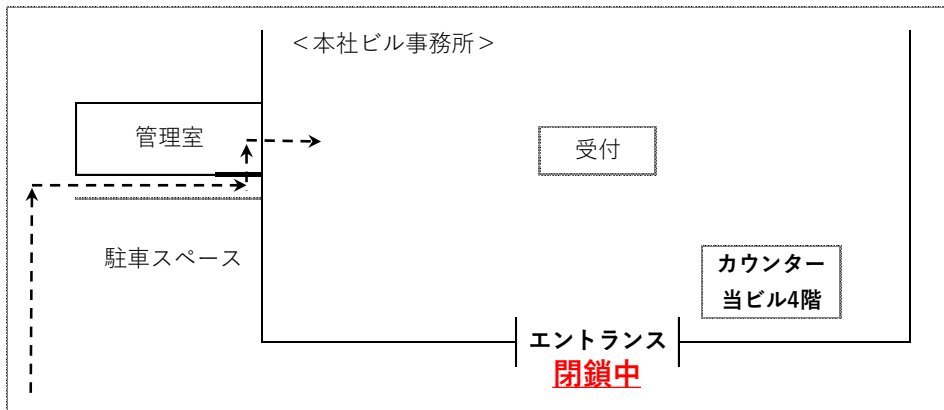 ＜本社ビル事務所＞
管理室
受付
駐車スペース
カウンター
当ビル4階
エントランス
閉鎖中